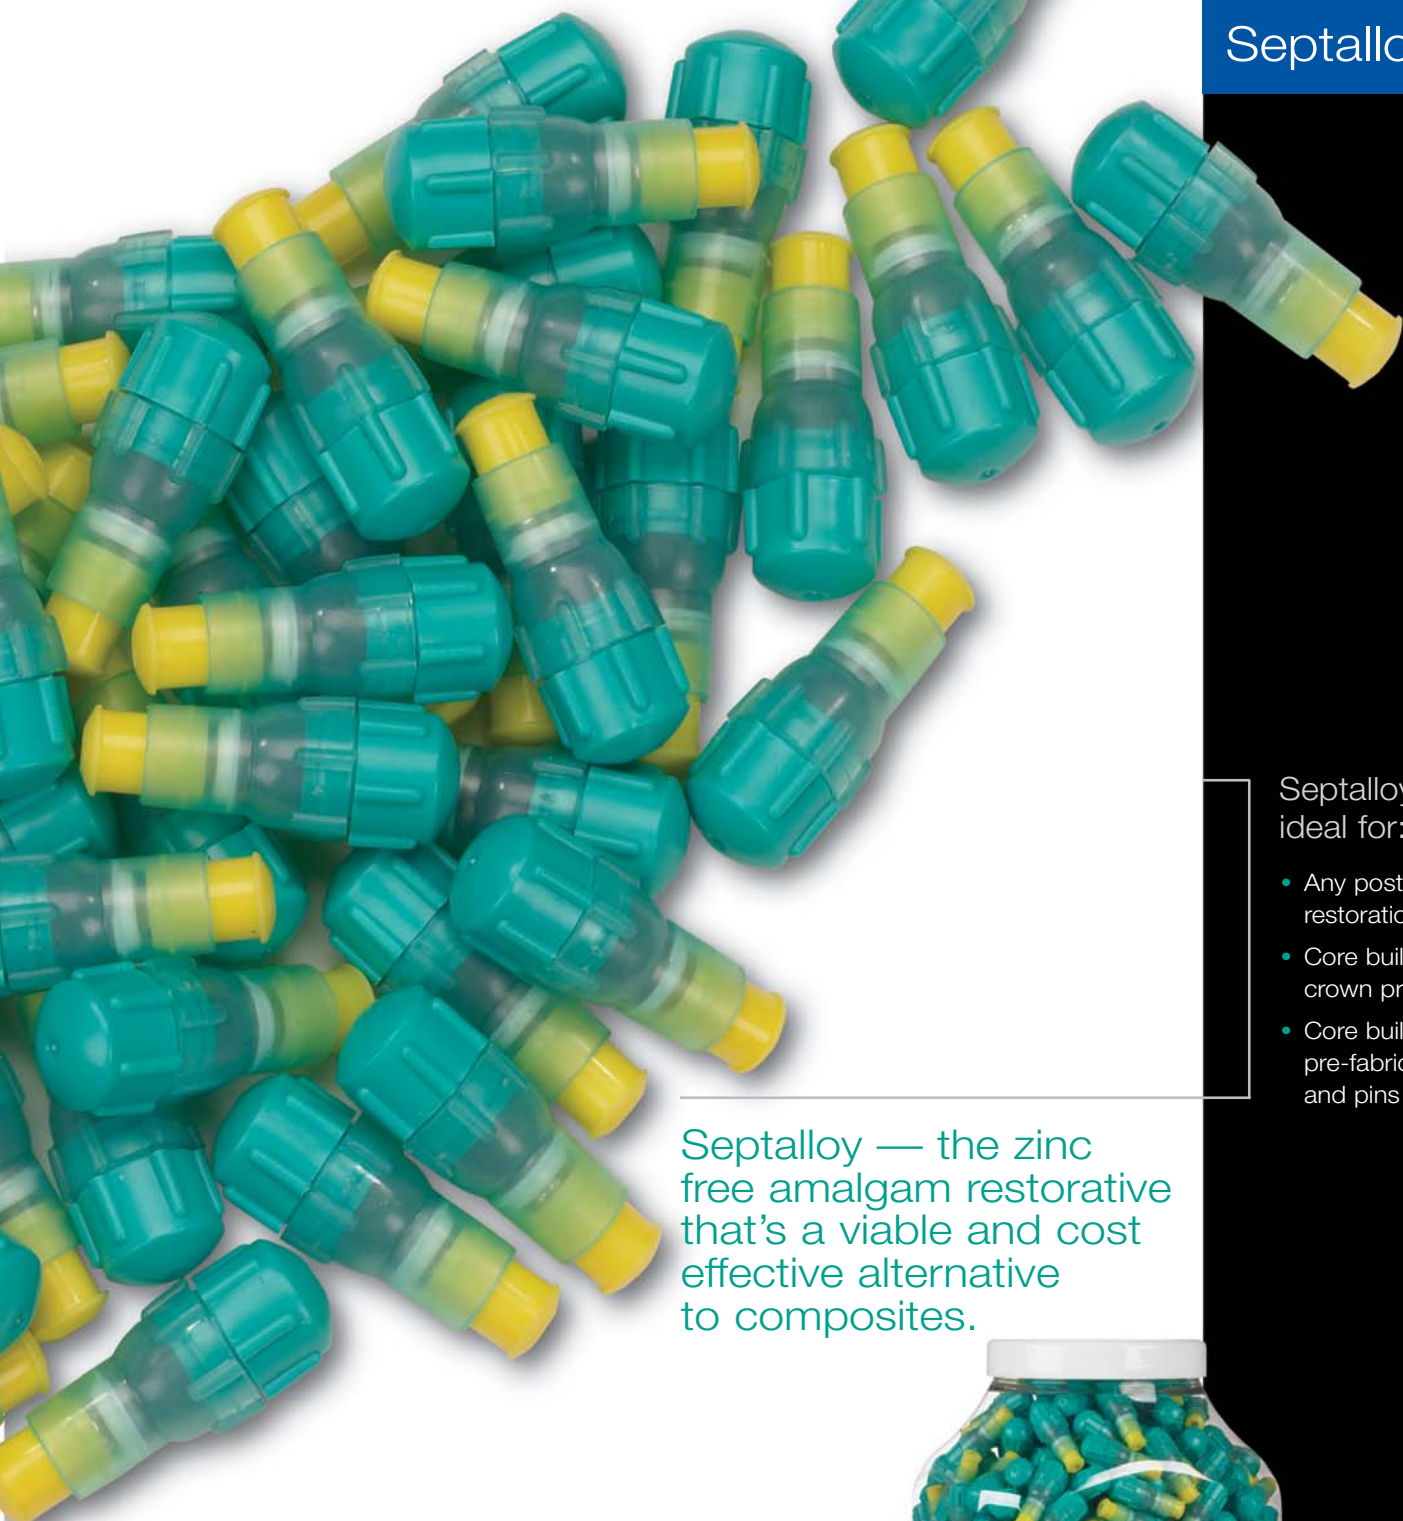 Septallo
Septalloy
ideal for:
• Any post
restoratio
• Core buil
crown pr
• Core buil
pre-fabric
and pins
Septalloy — the zinc
free amalgam restorative
that’s a viable and cost
effective alternative
to composites.